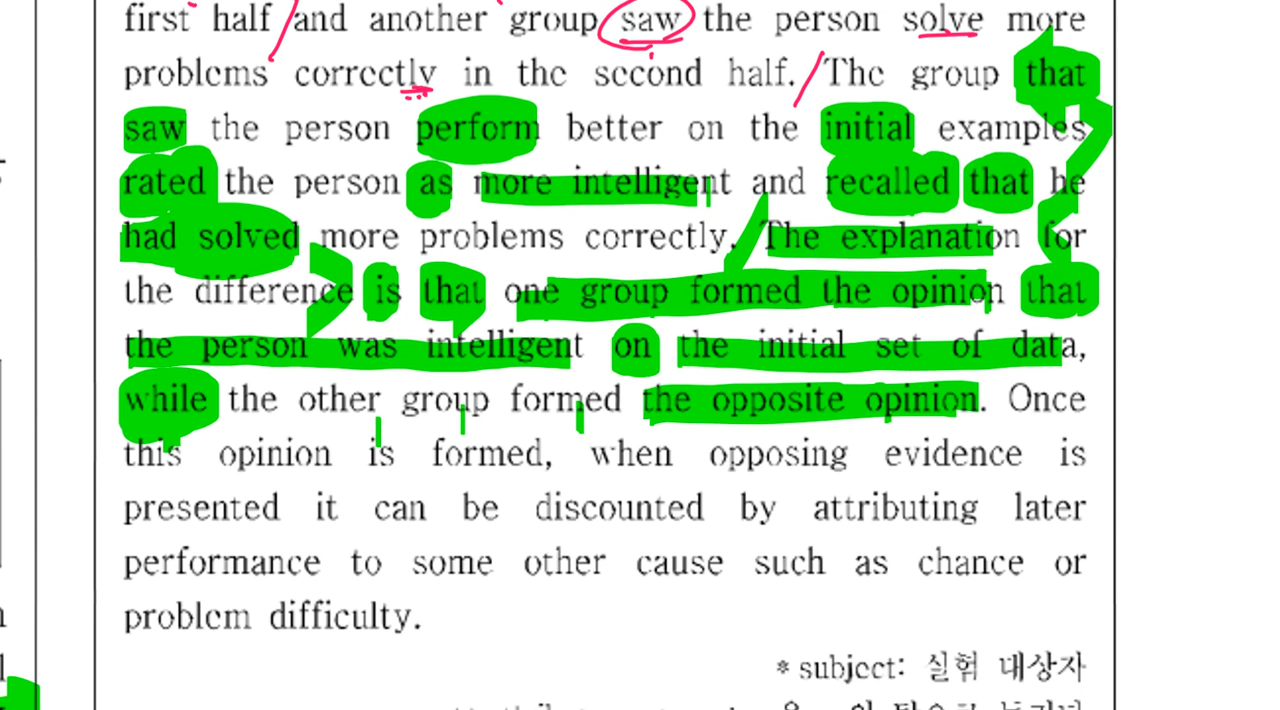 first half and another group saw the person solve more
problems correctly in the second half. The group that
saw the person perform better on the initial examples
rated the person as more intelligent and recalled that he
had solved more problems correctly. The explanation for
the difference is that one group formed the opinion that
the person was intelligent on the initial set of data,
while the other group formed the opposite opinion. Once
this opinion is formed, when opposing evidence is
presented it can be discounted by attributing later
performance to some other cause such as chance or
problem difficulty.
* subject: 실험 대상자